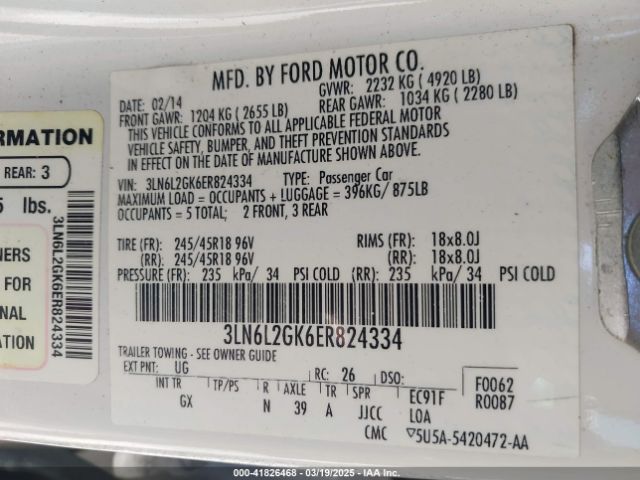 MFD. BY FORD MOTOR CO.
DATE: 02/14 GVWR: 2232 KG ( 4920 LB)
FRONT GAWR: 1204 KG ( 2655 LB) REAR GAWR: 1034 KG ( 2280 LB)
THIS VEHICLE CONFORMS TO ALL APPLICABLE FEDERAL MOTOR
VEHICLE SAFETY, BUMPER, AND THEFT PREVENTION STANDARDS
IN EFFECT ON THE DATE OF MANUFACTURE SHOWN ABOVE.
VIN: 3LN6L2GK6ER824334 TYPE: Passenger Car
MAXIMUM LOAD = OCCUPANTS + LUGGAGE = 396KG/ 875LB
OCCUPANTS = 5 TOTAL; 2 FRONT, 3 REAR
TIRE (FR): 245/45R18 96V RIMS (FR): 18x8.0J
(RR): 245/45R18 96V (RR): 18x8.0J
PRESSURE (FR): 235 kPa/ 34 PSI COLD (RR): 235 kPa/ 34 PSI COLD
3LN6L2GK6ER824334
TRAILER TOWING - SEE OWNER GUIDE
EXT PNT: UG RC: 26 DSO: F0062
INT TR TP/PS R AXLE TR SPR EC91F R0087
GX N 39 A JJCC LOA
CMC ▽5U5A-5420472-AA
ORMATION
REAR: 3
lbs.
NERS
FOR
NAL
ATION
3LN6L2GK6ER824334
000-41826468 - 03/19/2025 - IAA, Inc.